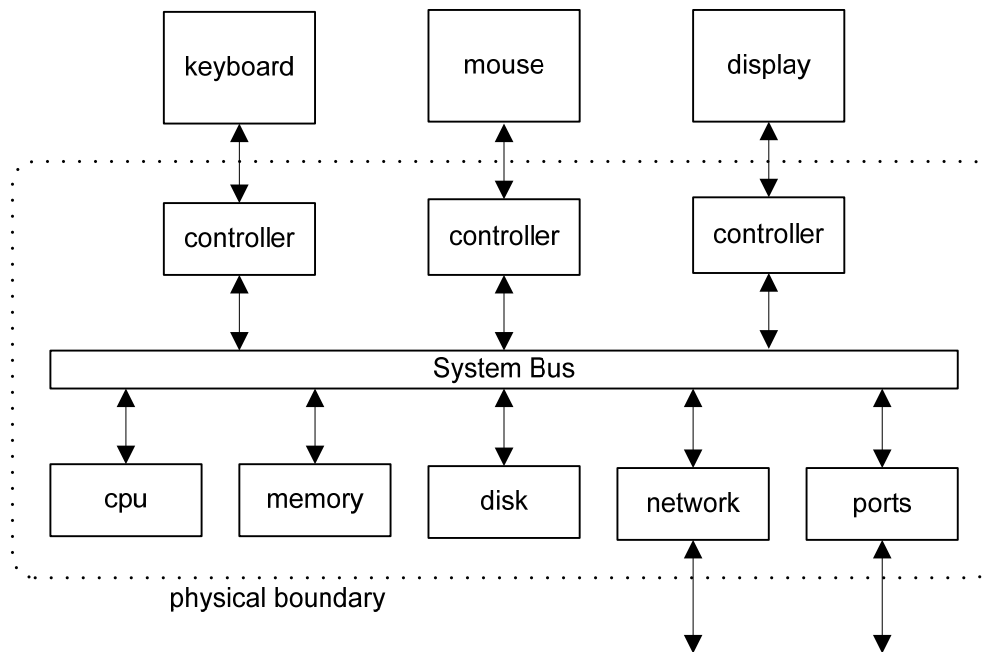 keyboard
mouse
display
controller
controller
controller
System Bus
cpu
memory
disk
network
ports
physical boundary